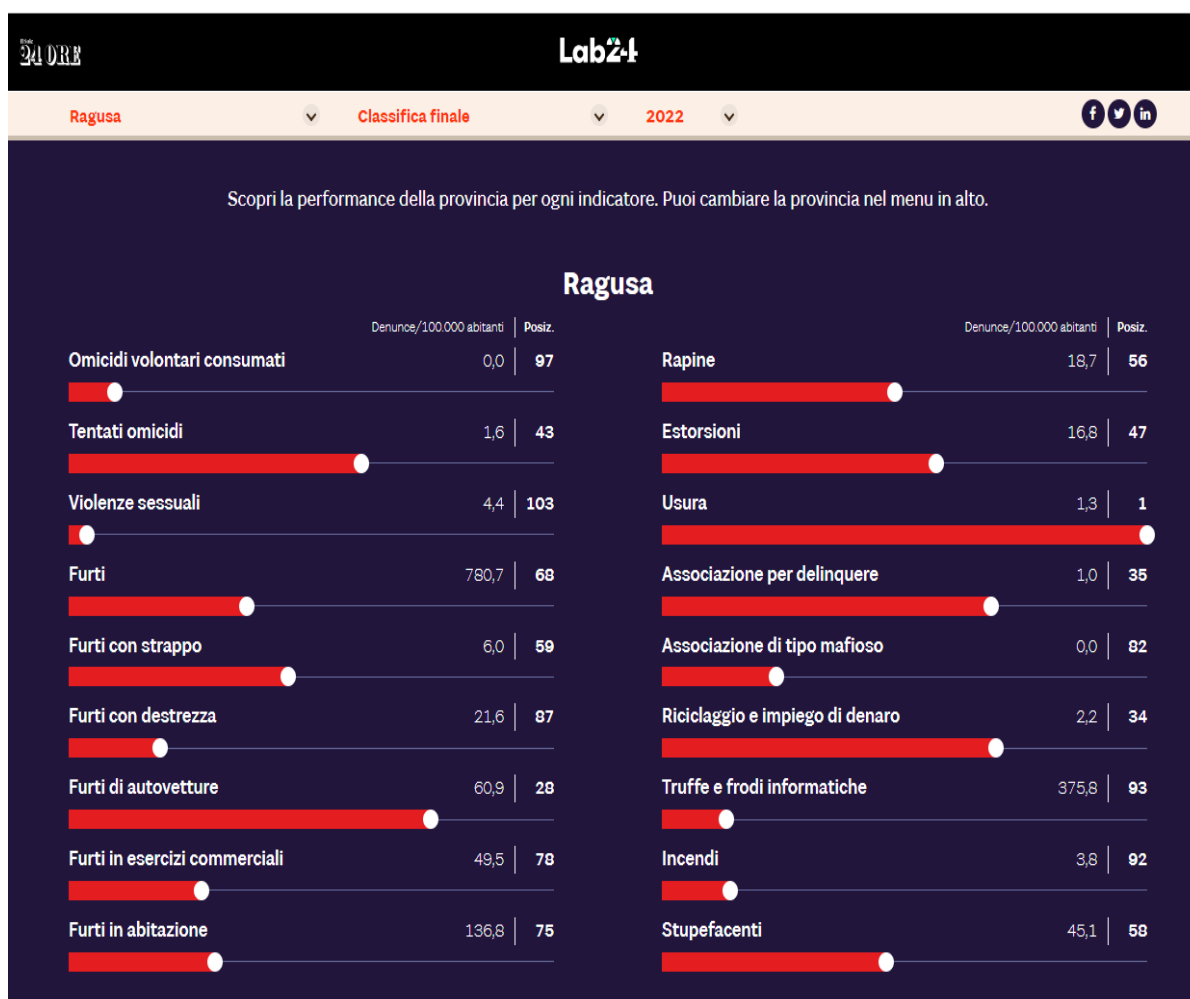 Il Sole
24 ORE
Lab24
Ragusa
Classifica finale
2022
Scopri la performance della provincia per ogni indicatore. Puoi cambiare la provincia nel menu in alto.
Ragusa
Denunce/100.000 abitanti Posiz.
Omicidi volontari consumati 0,0 97
Tentati omicidi 1,6 43
Violenze sessuali 4,4 103
Furti 780,7 68
Furti con strappo 6,0 59
Furti con destrezza 21,6 87
Furti di autovetture 60,9 28
Furti in esercizi commerciali 49,5 78
Furti in abitazione 136,8 75
Denunce/100.000 abitanti Posiz.
Rapine 18,7 56
Estorsioni 16,8 47
Usura 1,3 1
Associazione per delinquere 1,0 35
Associazione di tipo mafioso 0,0 82
Riciclaggio e impiego di denaro 2,2 34
Truffe e frodi informatiche 375,8 93
Incendi 3,8 92
Stupefacenti 45,1 58